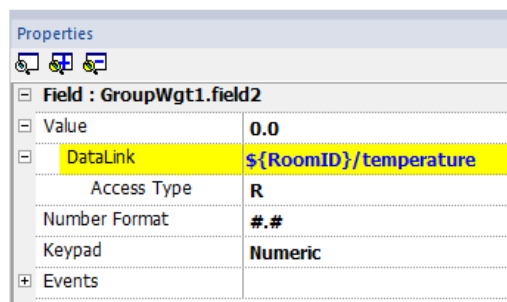 Properties
Field : GroupWgt1.field2
Value 0.0
DataLink ${RoomID}/temperature
Access Type R
Number Format #.#
Keypad Numeric
Events